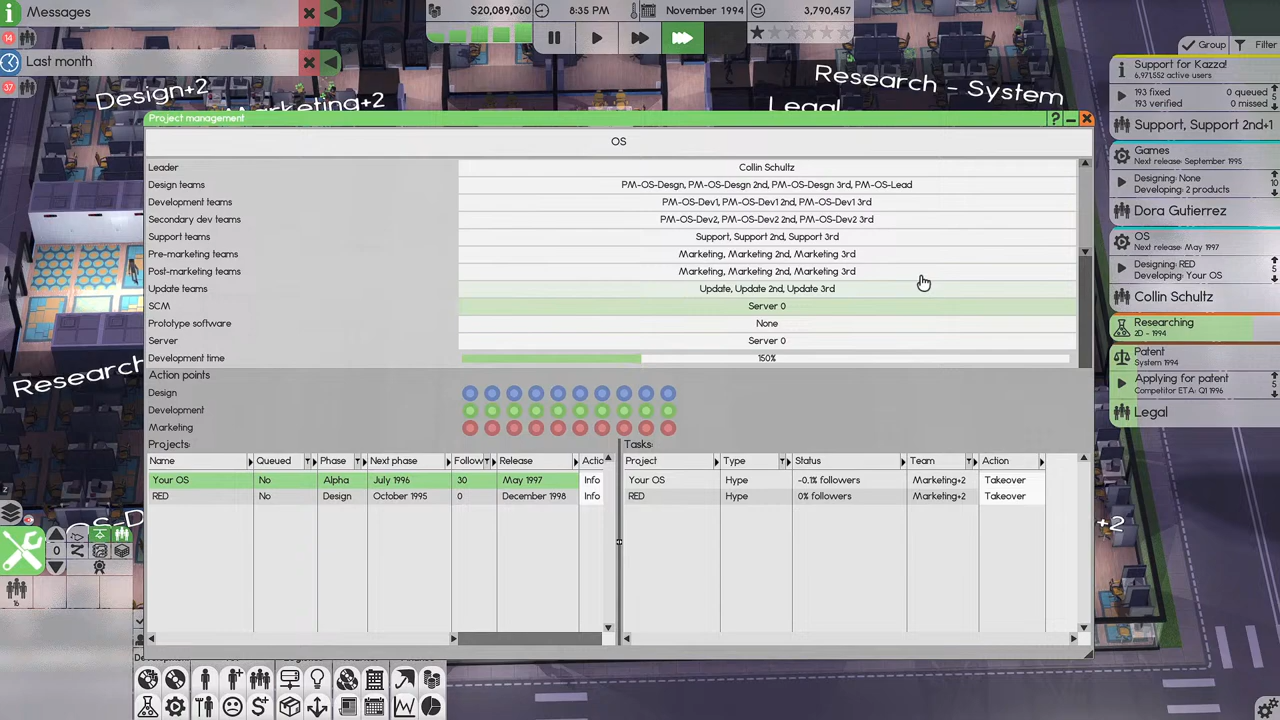 Messages
$20,089,060
8:35 PM
November 1994
3,790,457
14
Last month
37
Group
Filter
Design+2
Marketing+2
Research - System
Legal
Support for Kazza!
6,971,552 active users
193 fixed 0 queued
193 verified 0 missed
Support, Support 2nd+1
Games
Next release: September 1995
Designing: None
Developing: 2 products
10
Dora Gutierrez
OS
Next release: May 1997
Designing: RED
Developing: Your OS
5
Collin Schultz
Researching
2D - 1994
Patent
System 1994
Applying for patent
Competitor ETA: Q1 1996
5
Legal
Project management
?
OS
Leader Collin Schultz
Design teams PM-OS-Desgn, PM-OS-Desgn 2nd, PM-OS-Desgn 3rd, PM-OS-Lead
Development teams PM-OS-Dev1, PM-OS-Dev1 2nd, PM-OS-Dev1 3rd
Secondary dev teams PM-OS-Dev2, PM-OS-Dev2 2nd, PM-OS-Dev2 3rd
Support teams Support, Support 2nd, Support 3rd
Pre-marketing teams Marketing, Marketing 2nd, Marketing 3rd
Post-marketing teams Marketing, Marketing 2nd, Marketing 3rd
Update teams Update, Update 2nd, Update 3rd
SCM Server 0
Prototype software None
Server Server 0
Development time 150%
Action points
Design
Development
Marketing
Projects:
Name Queued Phase Next phase Follow Release Actio
Your OS No Alpha July 1996 30 May 1997 Info
RED No Design October 1995 0 December 1998 Info
Tasks:
Project Type Status Team Action
Your OS Hype -0.1% followers Marketing+2 Takeover
RED Hype 0% followers Marketing+2 Takeover
Research
OS-D
+2
0
16